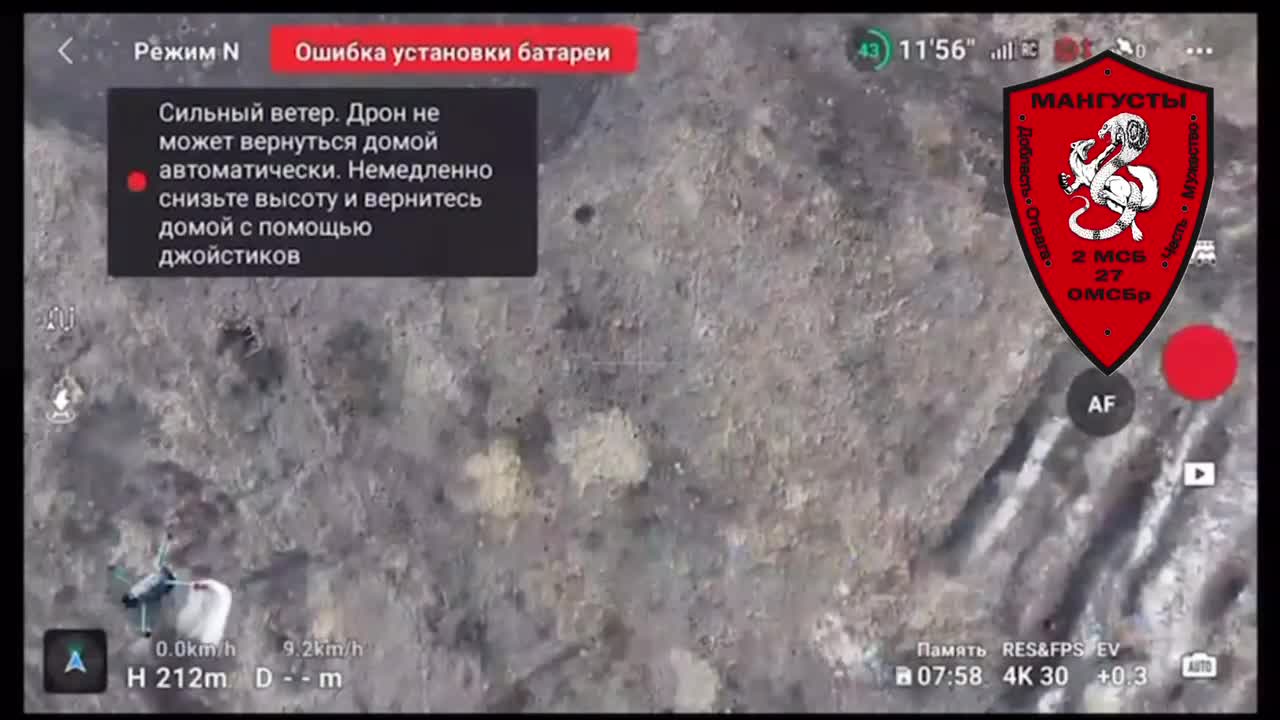 Режим N
Ошибка установки батареи
43
11'56"
RC
0
Сильный ветер. Дрон не
может вернуться домой
автоматически. Немедленно
снизьте высоту и вернитесь
домой с помощью
джойстиков
МАНГУСТЫ
Доблесть
Отвага
Мужество
Честь
2 МСБ
27
ОМСБр
AF
0.0km/h
9.2km/h
H 212m
D - - m
Память
RES&FPS
EV
07:58
4K 30
+0.3
AUTO